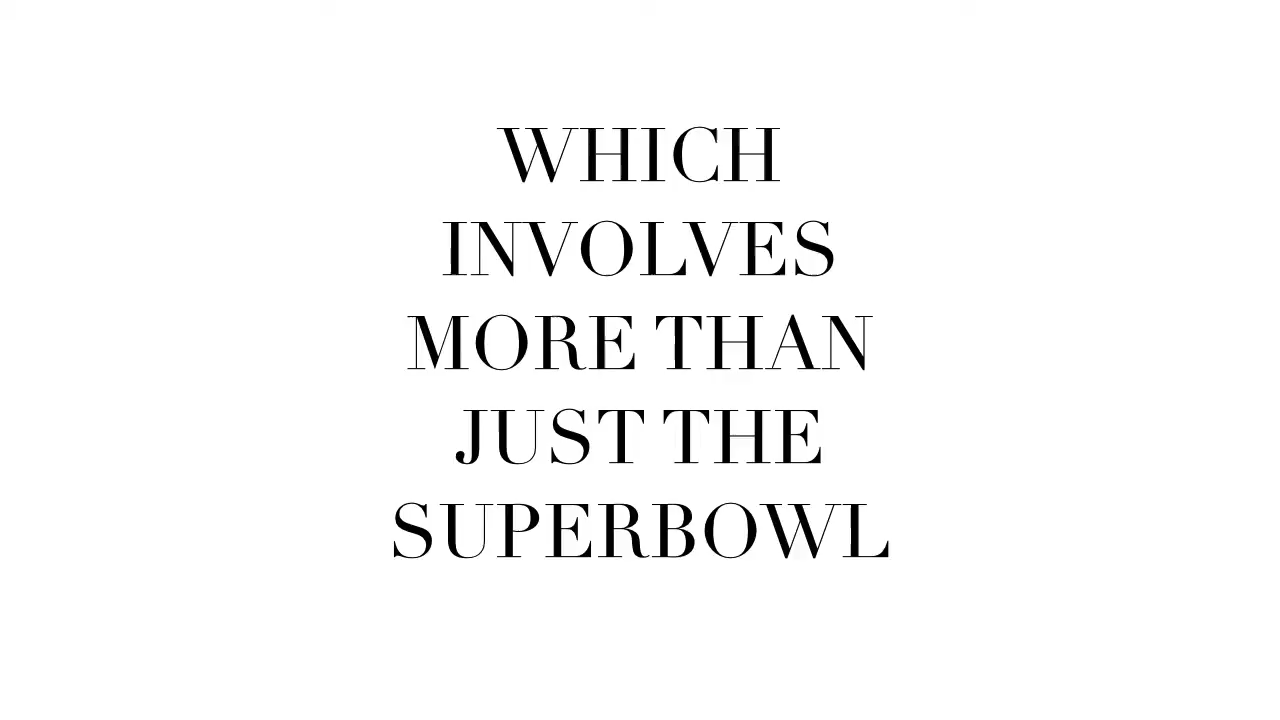 WHICH
INVOLVES
MORE THAN
JUST THE
SUPERBOWL